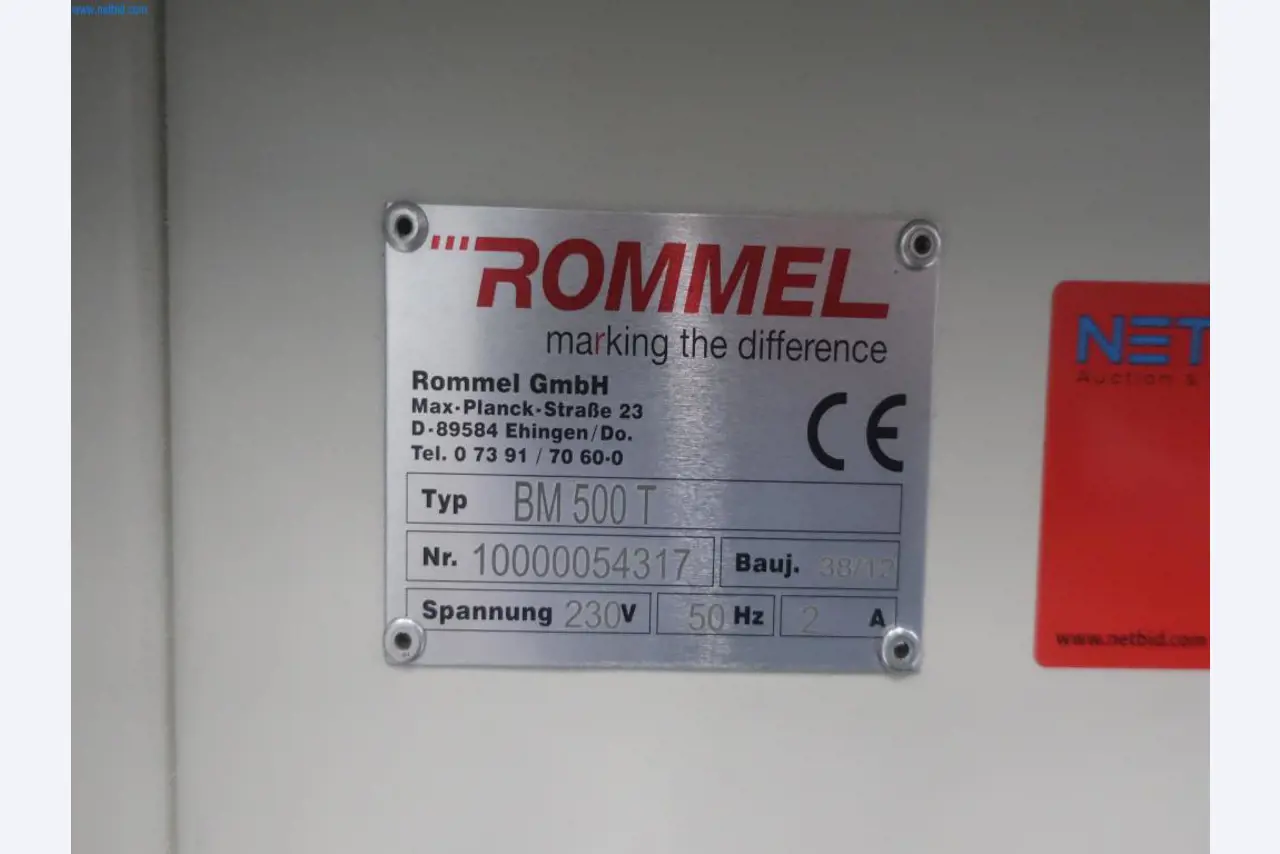 www.netbid.com
ROMMEL
marking the difference
Rommel GmbH
Max-Planck-Straße 23
D-89584 Ehingen/Do.
Tel. 0 73 91 / 70 60-0
CE
Typ BM 500 T
Nr. 10000054317 Bauj. 38/12
Spannung 230V 50 Hz 2 A
NET
Auction &
www.netbid.com